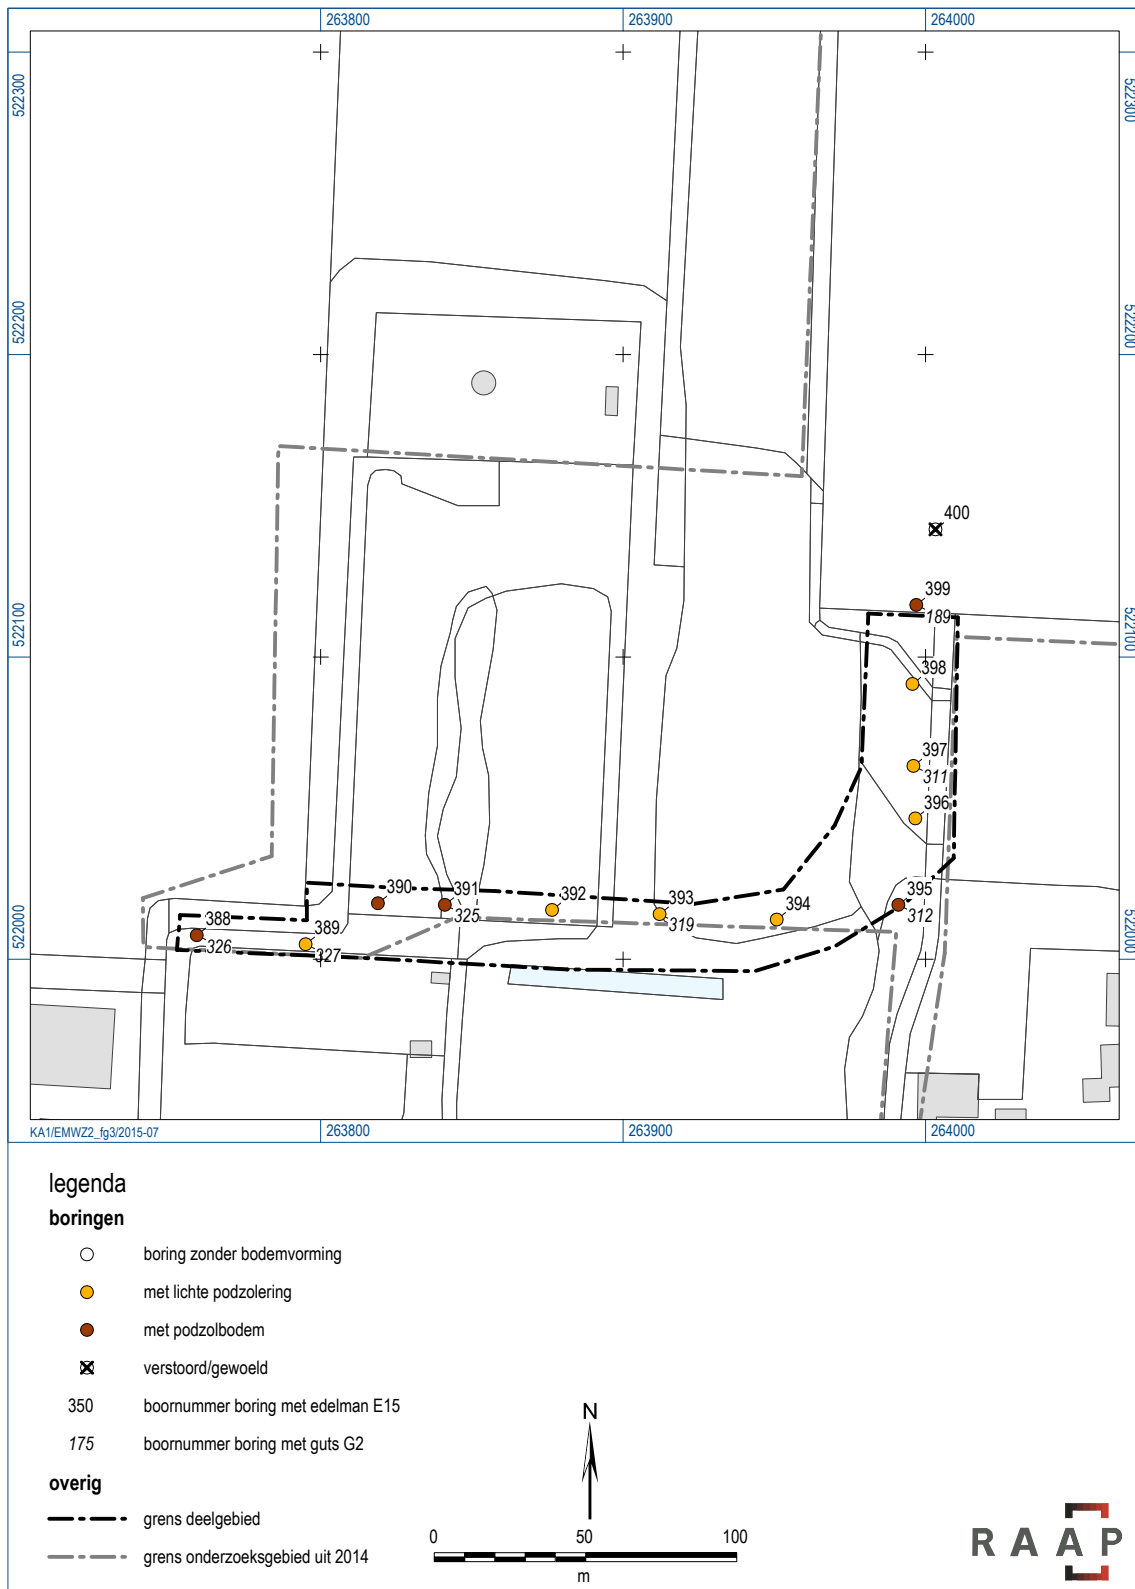 263800 263900 264000
522300 522300
522200 522200
400
399
189
522100 522100
398
397
311
396
390 391 392 393 394 395
325 319 312
388 389
326 327
522000 522000
KA1/EMWZ2_fg3/2015-07
263800 263900 264000
legenda
boringen
boring zonder bodemvorming
met lichte podzolering
met podzolbodem
verstoord/gewoeld
350 boornummer boring met edelman E15
175 boornummer boring met guts G2
overig
grens deelgebied
grens onderzoeksgebied uit 2014
N
0 50 100
m
RAAP